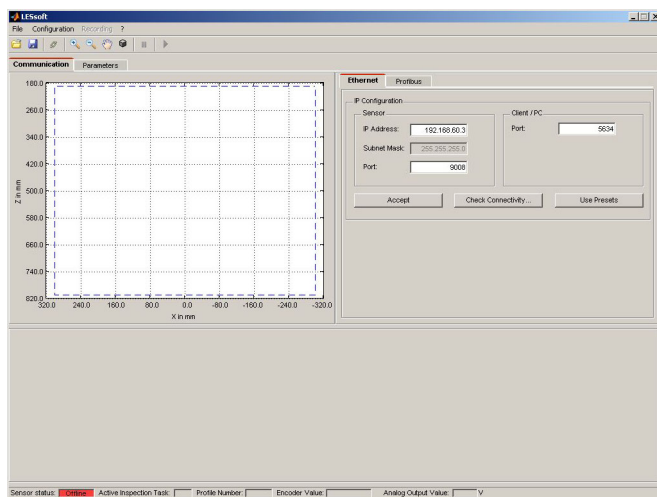 LESsoft
File Configuration Recording ?
Communication Parameters
180.0
260.0
340.0
420.0
500.0
580.0
660.0
740.0
820.0
Z in mm
320.0 240.0 160.0 80.0 0.0 -80.0 -160.0 -240.0 -320.0
X in mm
Ethernet Profibus
IP Configuration
Sensor Client / PC
IP Address: 192.168.60.3 Port: 5634
Subnet Mask: 255.255.255.0
Port: 9008
Accept Check Connectivity... Use Presets
Sensor status: Offline Active Inspection Task: Profile Number: Encoder Value: Analog Output Value: V